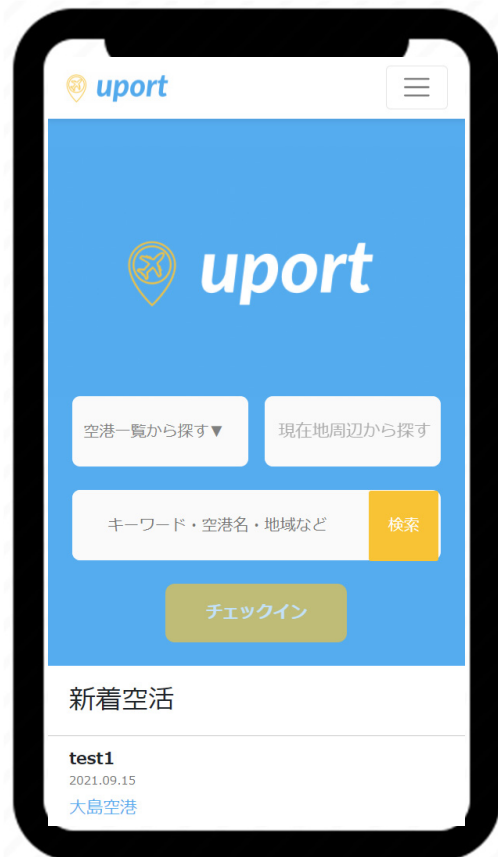 uport
uport
空港一覧から探す▼
現在地周辺から探す
キーワード・空港名・地域など
検索
チェックイン
新着空活
test1
2021.09.15
大島空港